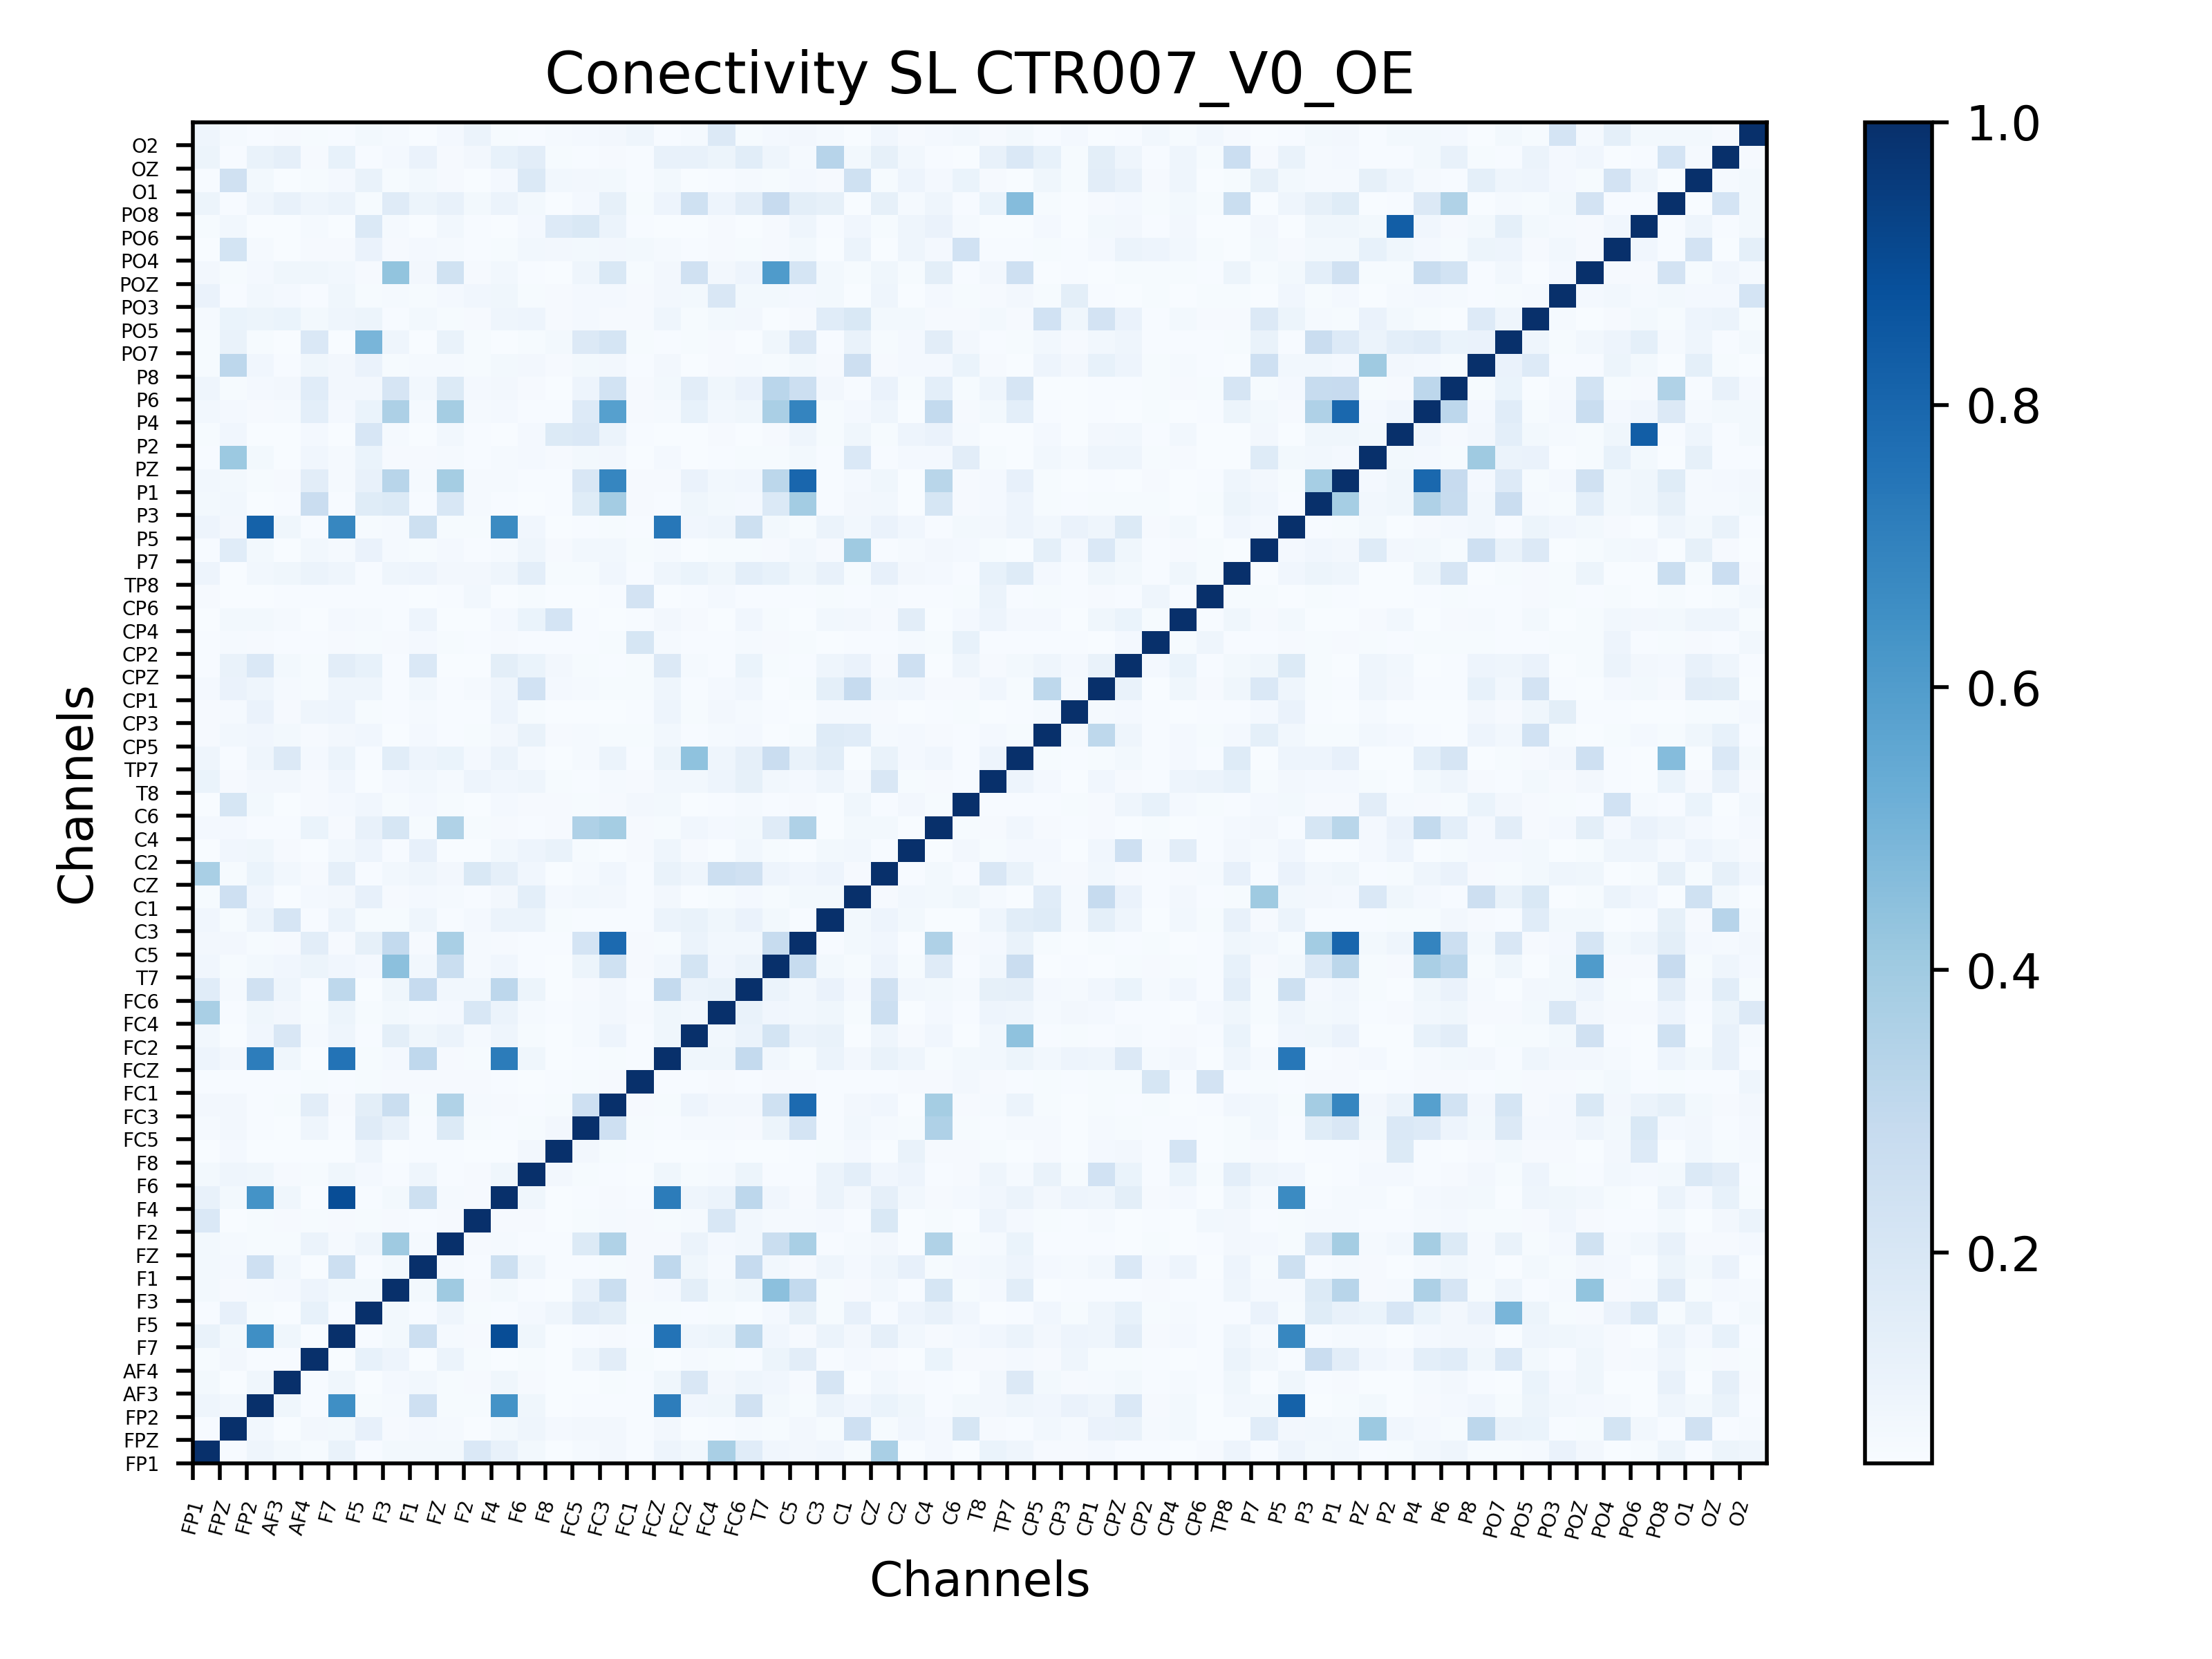 Conectivity SL CTR007_V0_OE
1.0
0.8
0.6
0.4
0.2
Channels
O2
OZ
O1
PO8
PO6
PO4
POZ
PO3
PO5
PO7
P8
P6
P4
P2
PZ
P1
P3
P5
P7
TP8
CP6
CP4
CP2
CPZ
CP1
CP3
CP5
TP7
T8
C6
C4
C2
CZ
C1
C3
C5
T7
FC6
FC4
FC2
FCZ
FC1
FC3
FC5
F8
F6
F4
F2
FZ
F1
F3
F5
F7
AF4
AF3
FP2
FPZ
FP1
FP1 FPZ FP2 AF3 AF4 F7 F5 F3 F1 FZ F2 F4 F6 F8 FC5 FC3 FC1 FCZ FC2 FC4 FC6 T7 C5 C3 C1 CZ C2 C4 C6 T8 TP7 CP5 CP3 CP1 CPZ CP2 CP4 CP6 TP8 P7 P5 P3 P1 PZ P2 P4 P6 P8 PO7 PO5 PO3 POZ PO4 PO6 PO8 O1 OZ O2
Channels